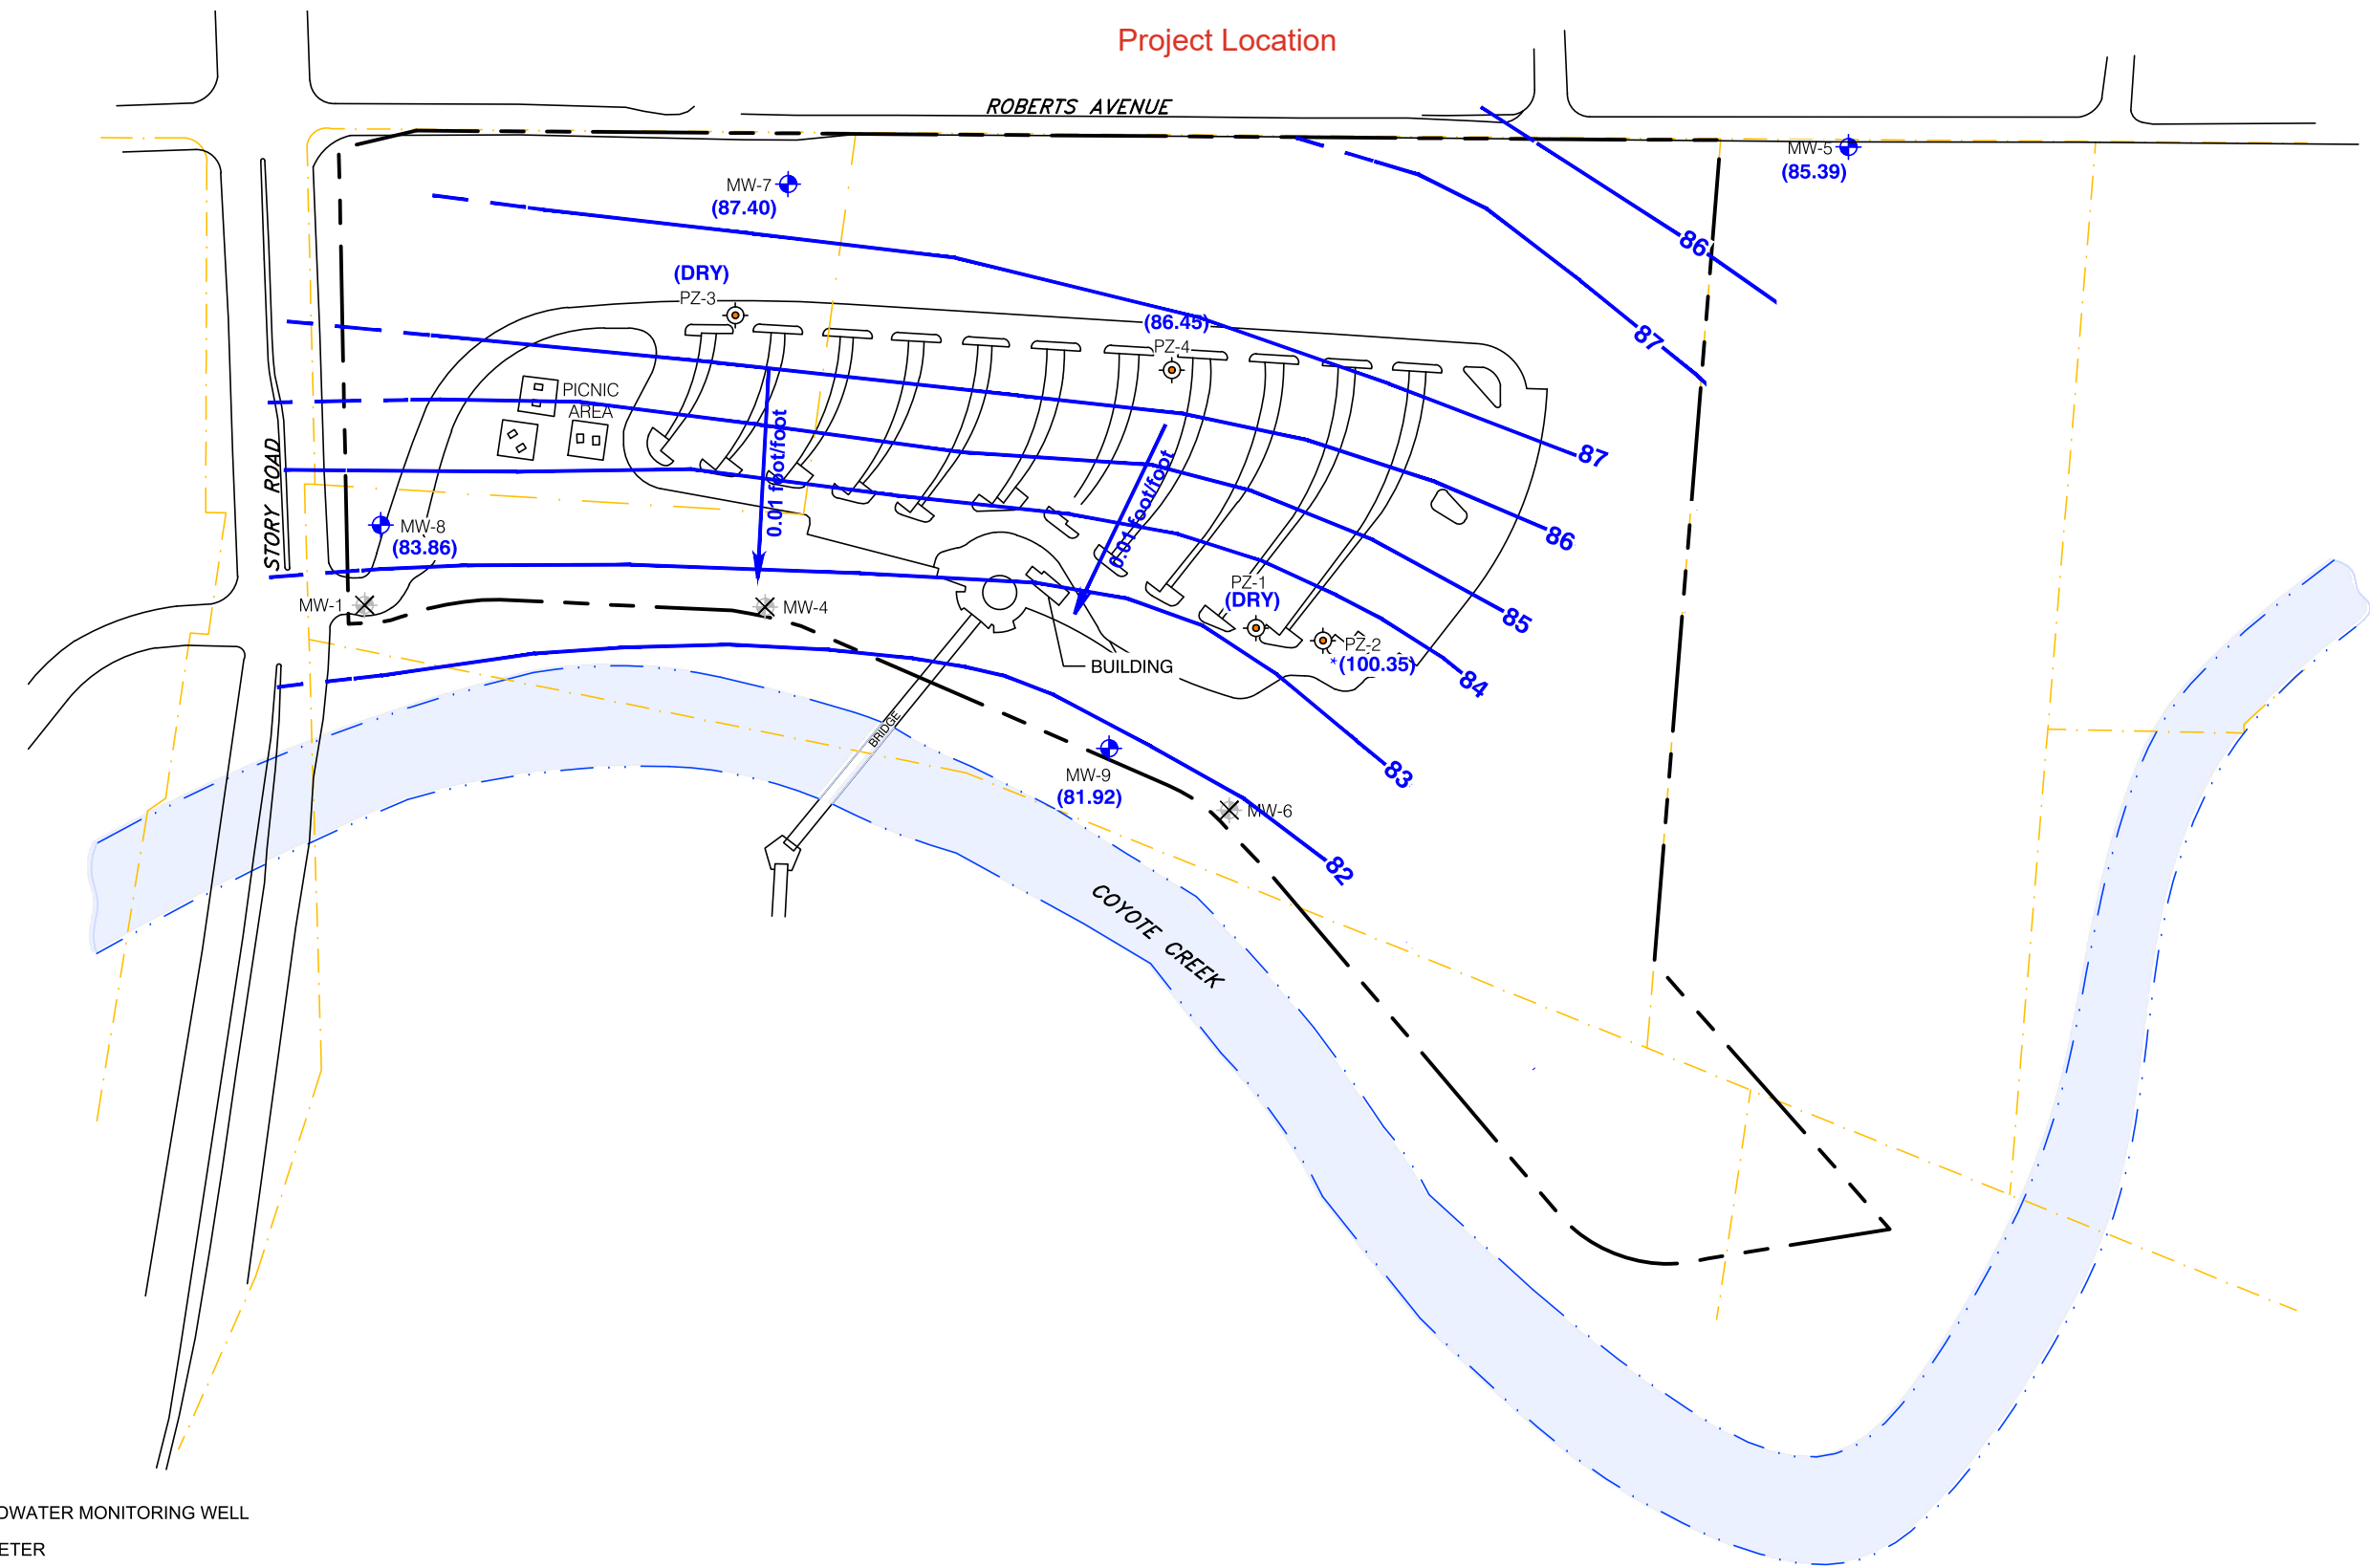 Project Location
ROBERTS AVENUE
MW-5
(85.39)
MW-7
(87.40)
86
(DRY)
PZ-3
(86.45)
PZ-4
87
PICNIC
AREA
87
0.01 foot/foot
0.01 foot/foot
STORY ROAD
MW-8
(83.86)
86
PZ-1
(DRY)
MW-1
MW-4
85
PZ-2
*(100.35)
BUILDING
84
BRIDGE
MW-9
(81.92)
83
MW-6
82
COYOTE CREEK
OWATER MONITORING WELL
ETER